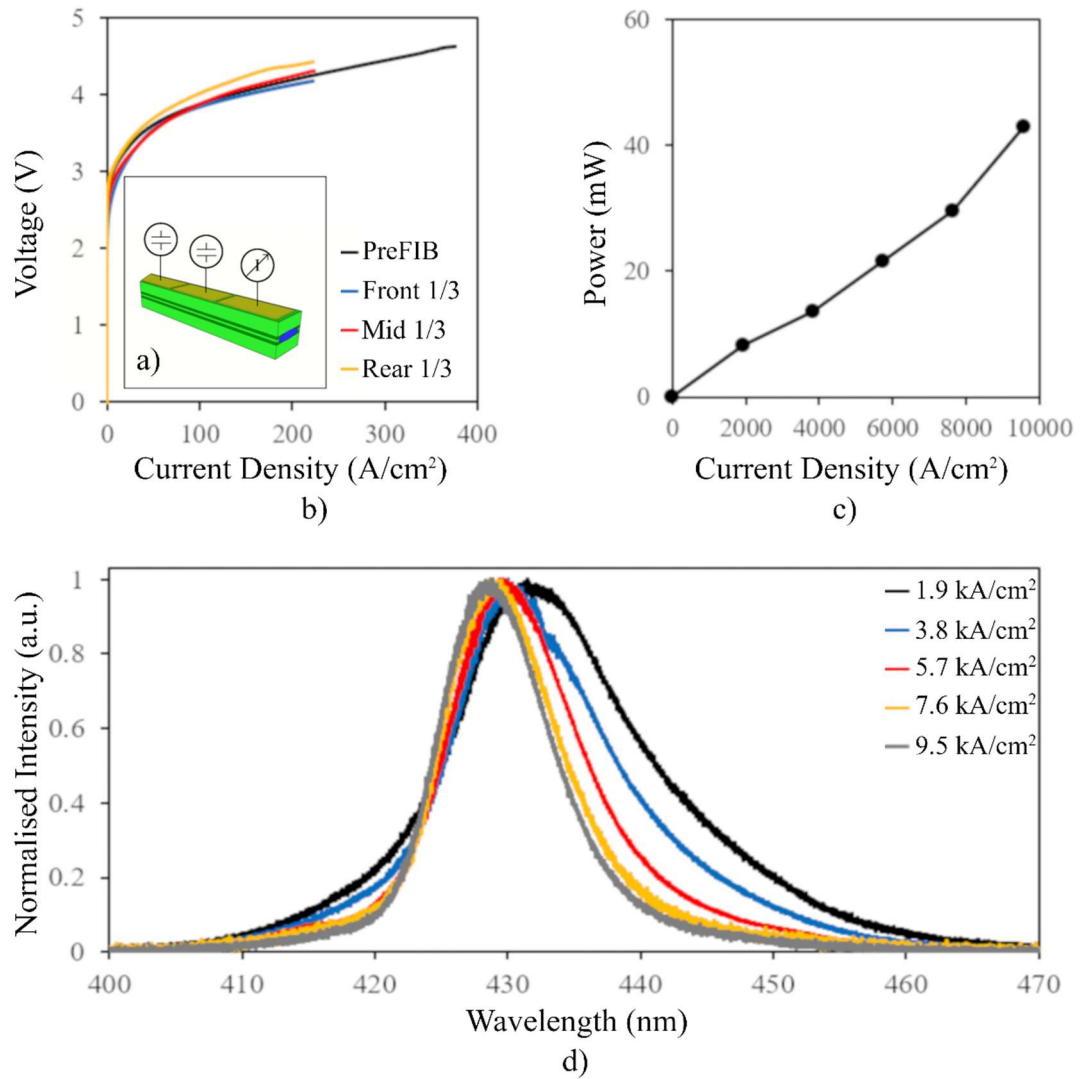 5
4
3
2
1
0
Voltage (V)
a)
I
PreFIB
Front 1/3
Mid 1/3
Rear 1/3
0 100 200 300 400
Current Density (A/cm²)
b)
60
40
20
0
Power (mW)
0 2000 4000 6000 8000 10000
Current Density (A/cm²)
c)
1
0.8
0.6
0.4
0.2
0
Normalised Intensity (a.u.)
1.9 kA/cm²
3.8 kA/cm²
5.7 kA/cm²
7.6 kA/cm²
9.5 kA/cm²
400 410 420 430 440 450 460 470
Wavelength (nm)
d)